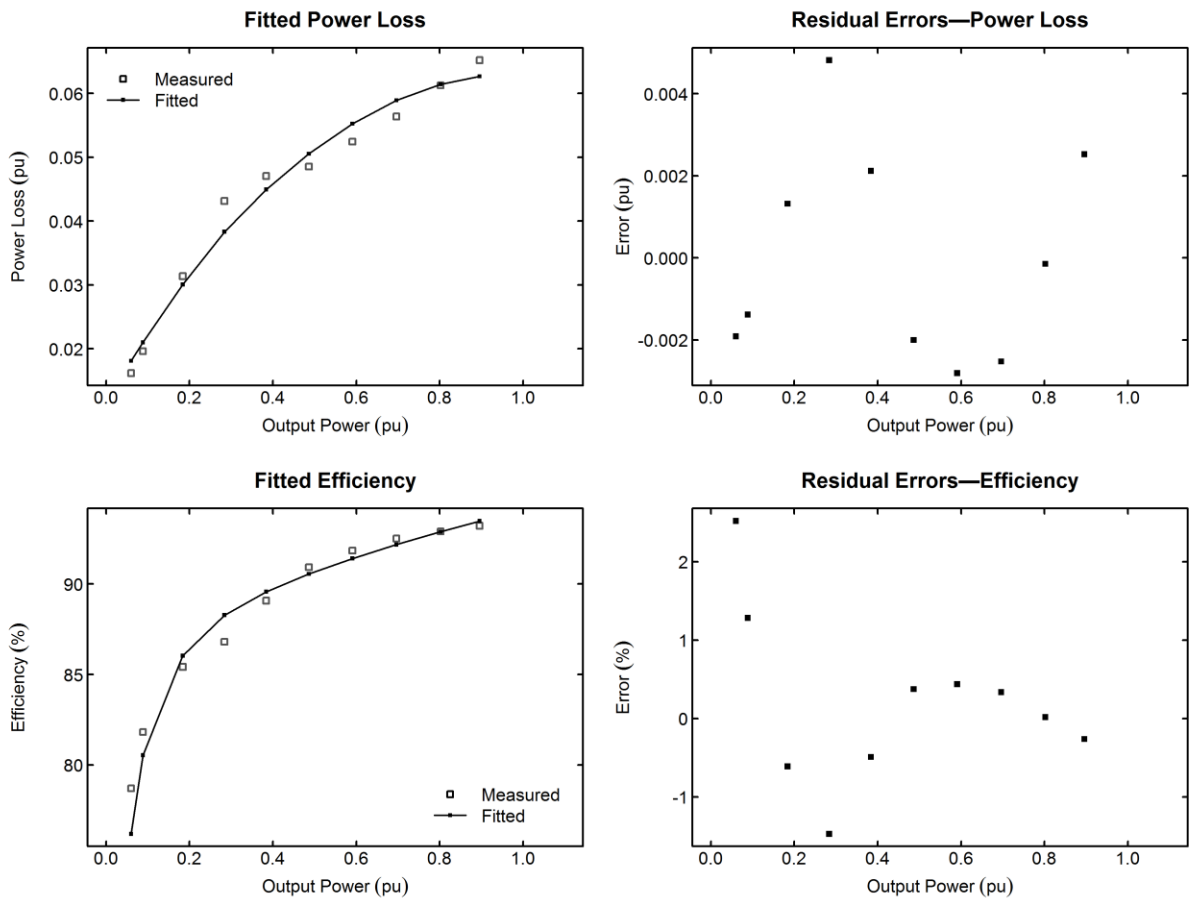 Fitted Power Loss
Measured
Fitted
Power Loss (pu)
0.06
0.05
0.04
0.03
0.02
0.0 0.2 0.4 0.6 0.8 1.0
Output Power (pu)
Residual Errors—Power Loss
Error (pu)
0.004
0.002
0.000
-0.002
0.0 0.2 0.4 0.6 0.8 1.0
Output Power (pu)
Fitted Efficiency
Efficiency (%)
90
85
80
Measured
Fitted
0.0 0.2 0.4 0.6 0.8 1.0
Output Power (pu)
Residual Errors—Efficiency
Error (%)
2
1
0
-1
0.0 0.2 0.4 0.6 0.8 1.0
Output Power (pu)